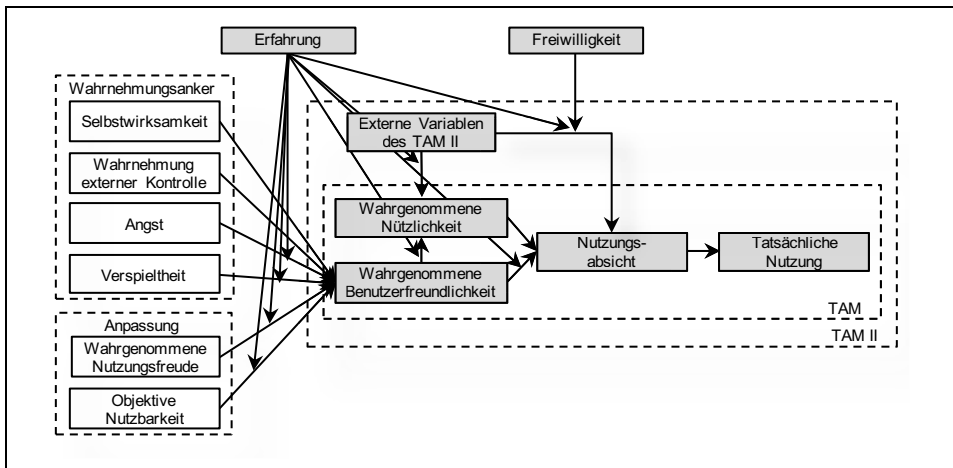 Erfahrung
Freiwilligkeit
Wahrnehmungsanker
Selbstwirksamkeit
Wahrnehmung
externer Kontrolle
Angst
Verspieltheit
Anpassung
Wahrgenommene
Nutzungsfreude
Objektive
Nutzbarkeit
Externe Variablen
des TAM II
Wahrgenommene
Nützlichkeit
Wahrgenommene
Benutzerfreundlichkeit
Nutzungs-
absicht
Tatsächliche
Nutzung
TAM
TAM II